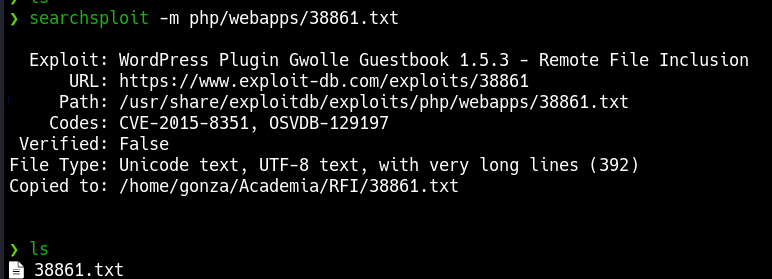 ❯ searchsploit -m php/webapps/38861.txt
Exploit: WordPress Plugin Gwolle Guestbook 1.5.3 - Remote File Inclusion
URL: https://www.exploit-db.com/exploits/38861
Path: /usr/share/exploitdb/exploits/php/webapps/38861.txt
Codes: CVE-2015-8351, OSVDB-129197
Verified: False
File Type: Unicode text, UTF-8 text, with very long lines (392)
Copied to: /home/gonza/Academia/RFI/38861.txt
❯ ls
38861.txt